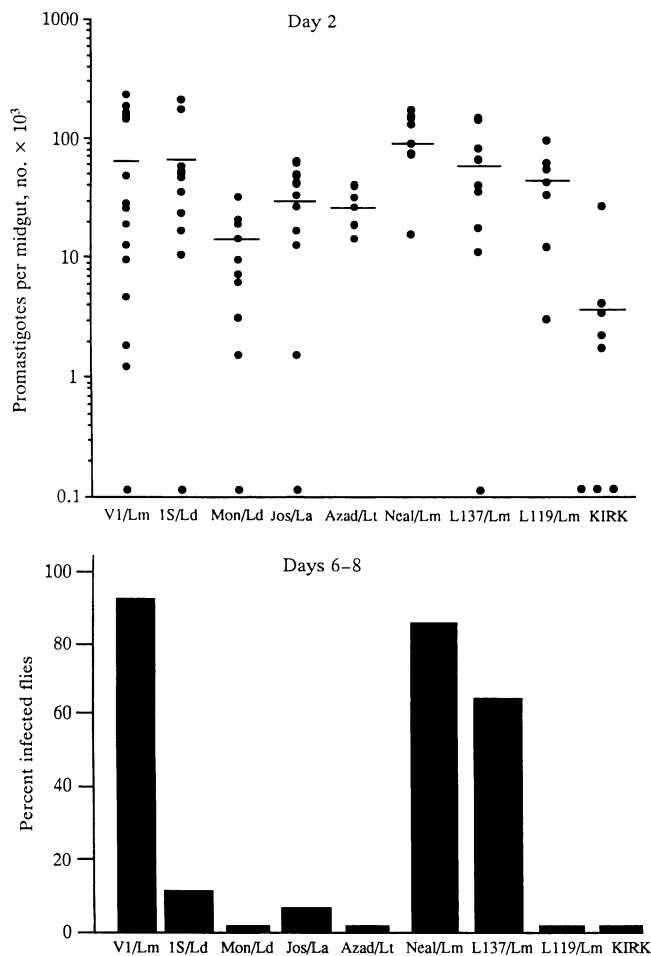 Day 2
Promastigotes per midgut, no. × 10³
1000
100
10
1
0.1
V1/Lm 1S/Ld Mon/Ld Jos/La Azad/Lt Neal/Lm L137/Lm L119/Lm KIRK
Days 6–8
Percent infected flies
100
80
60
40
20
0
V1/Lm 1S/Ld Mon/Ld Jos/La Azad/Lt Neal/Lm L137/Lm L119/Lm KIRK